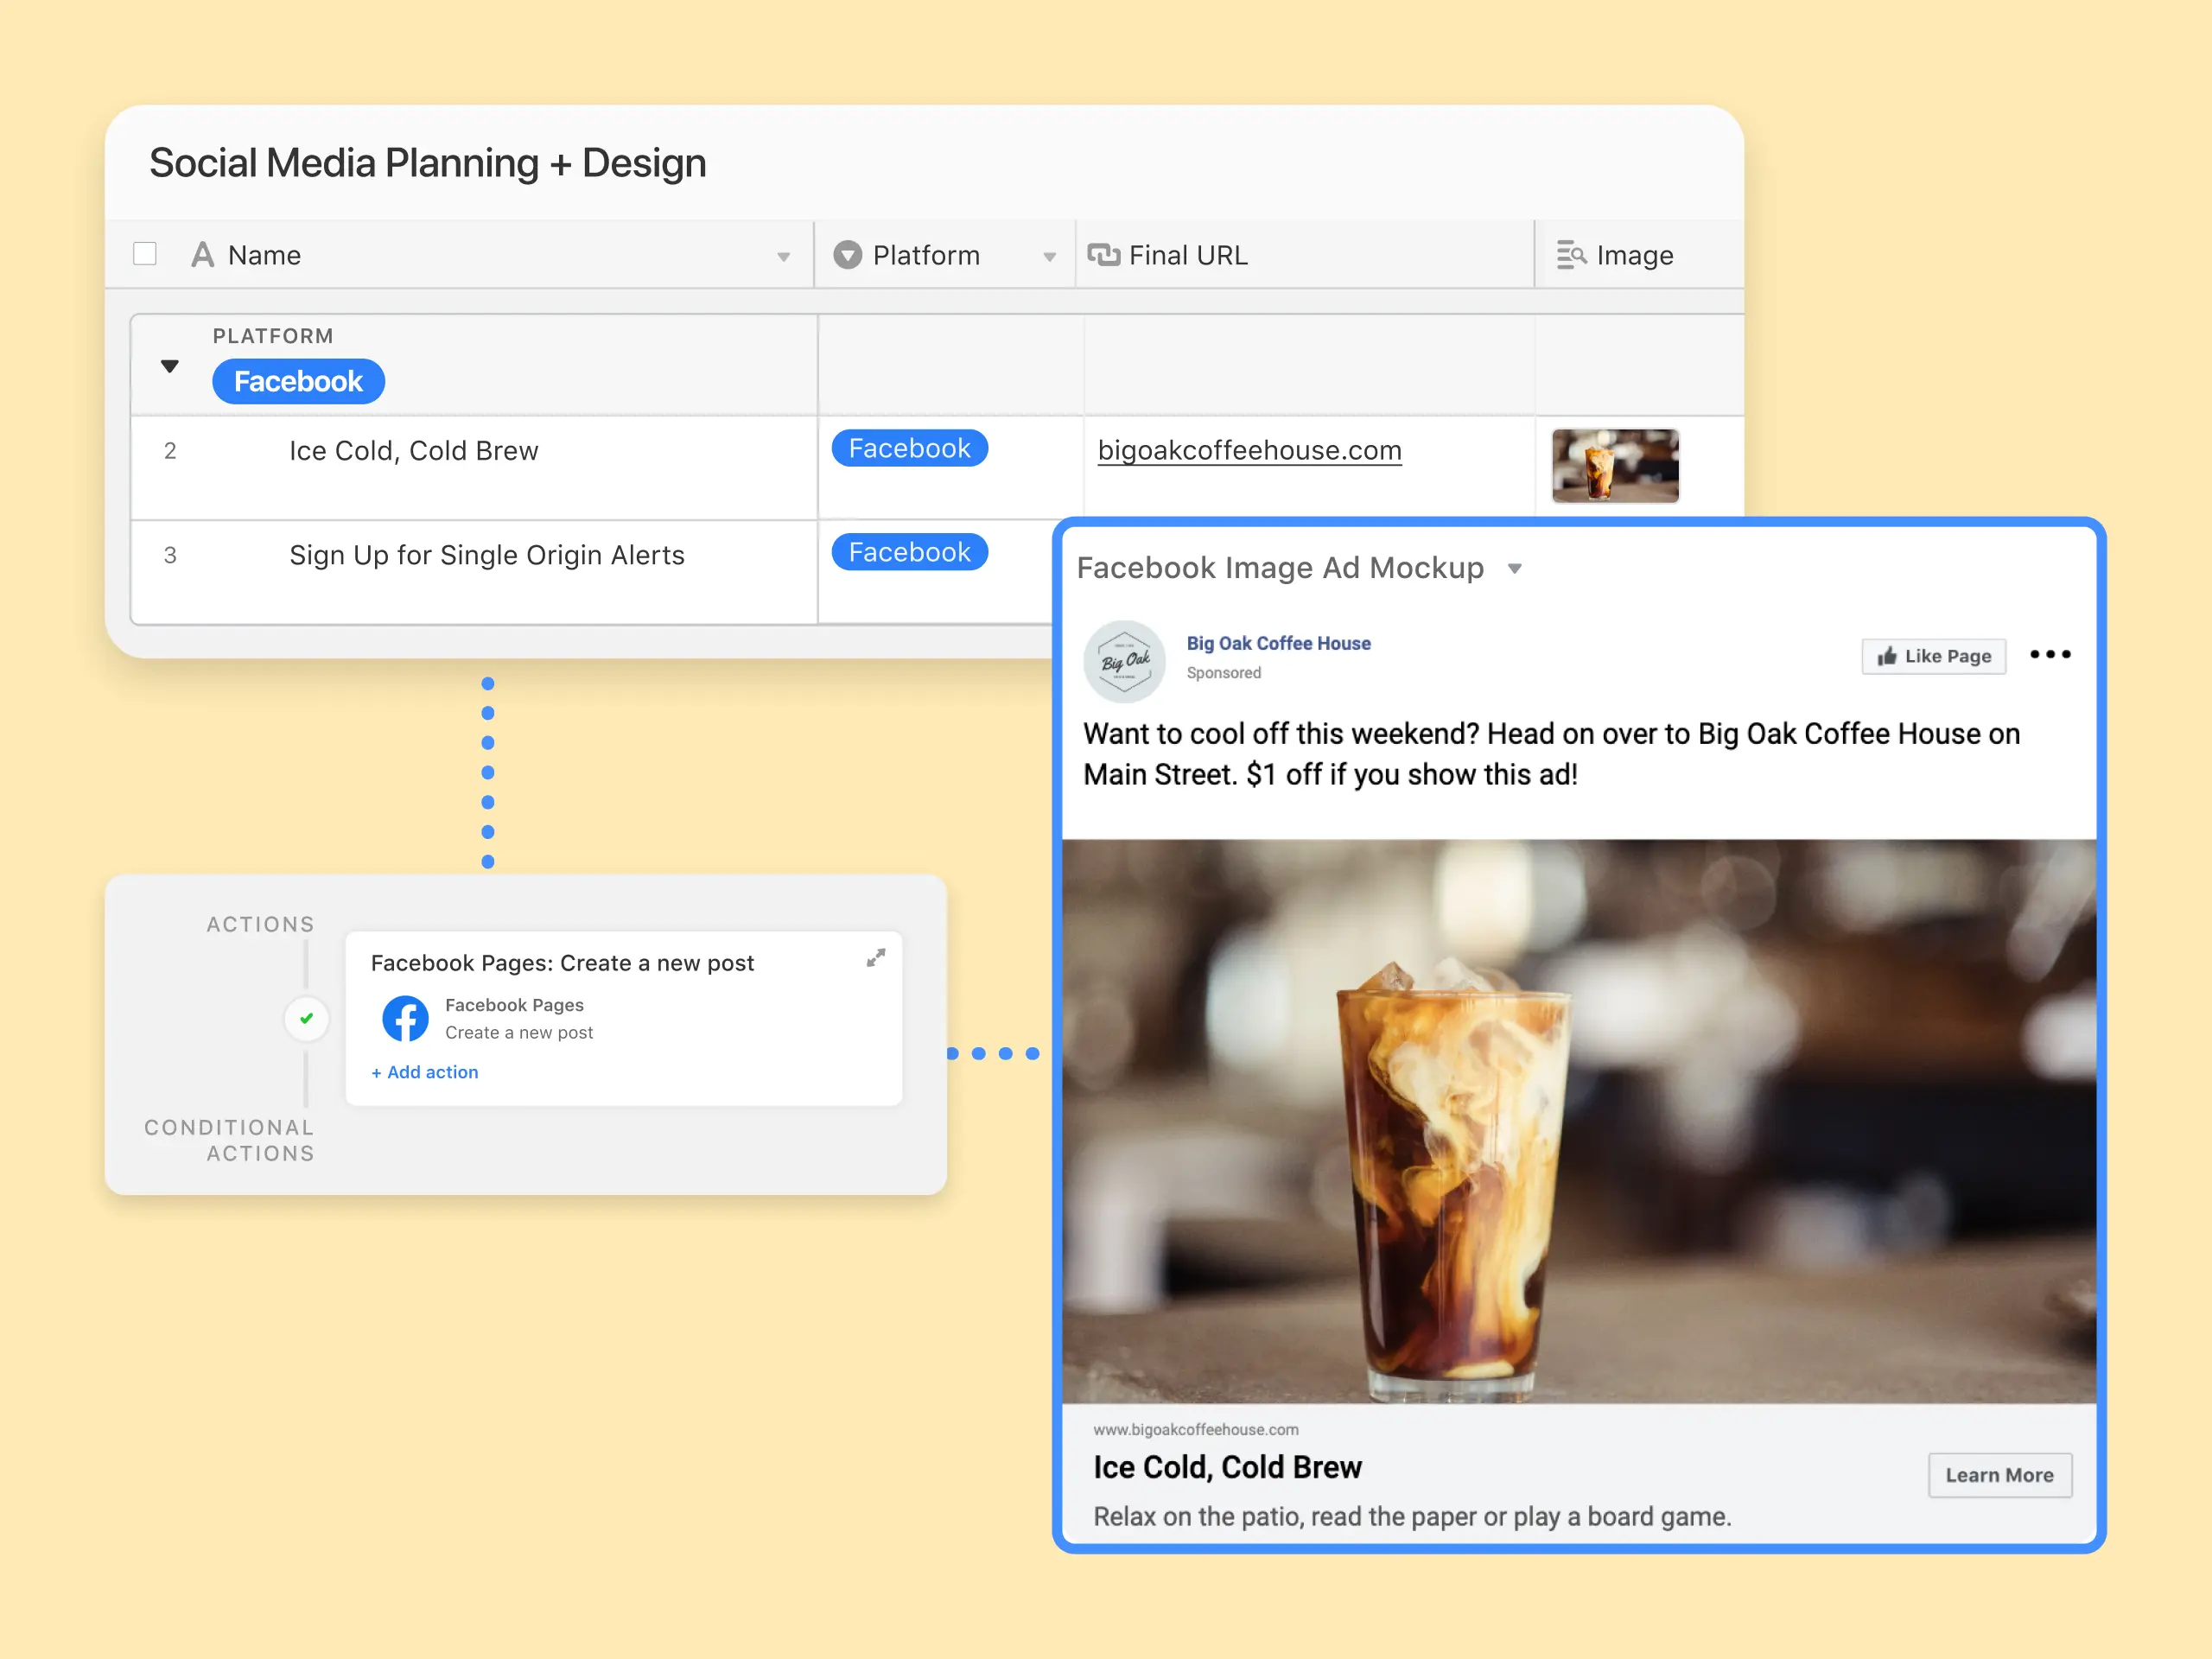 Social Media Planning + Design
Name
Platform
Final URL
Image
PLATFORM
Facebook
2
Ice Cold, Cold Brew
Facebook
bigoakcoffeehouse.com
3
Sign Up for Single Origin Alerts
Facebook
Facebook Image Ad Mockup
Big Oak
Big Oak Coffee House
Sponsored
Like Page
Want to cool off this weekend? Head on over to Big Oak Coffee House on
Main Street. $1 off if you show this ad!
ACTIONS
Facebook Pages: Create a new post
Facebook Pages
Create a new post
+ Add action
CONDITIONAL
ACTIONS
www.bigoakcoffeehouse.com
Ice Cold, Cold Brew
Learn More
Relax on the patio, read the paper or play a board game.